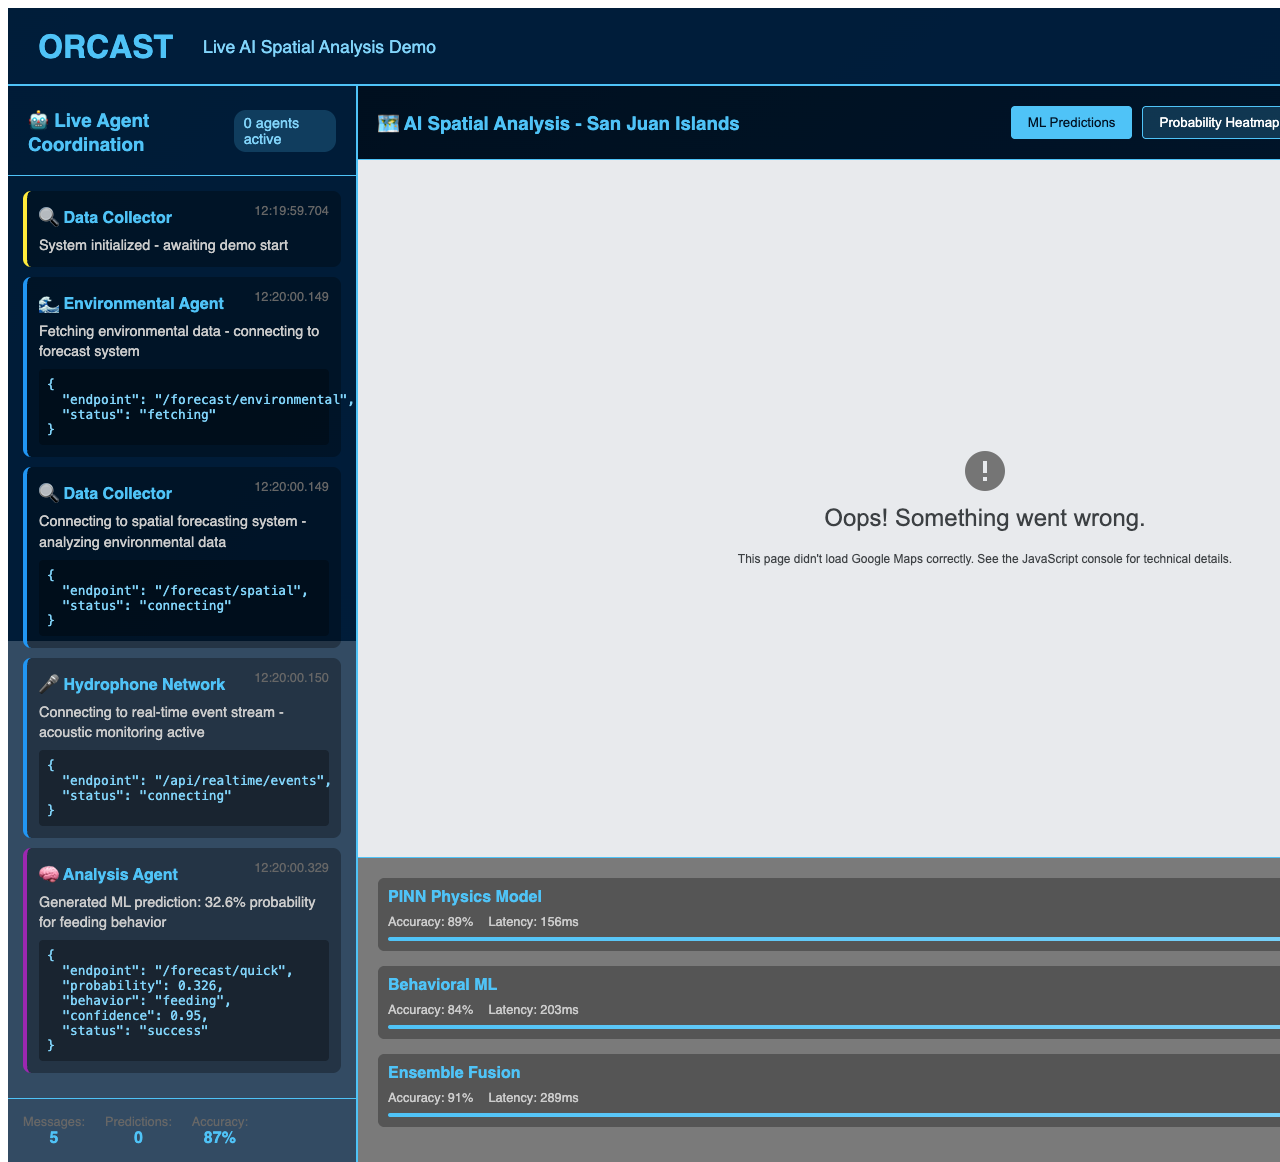 ORCAST
Live AI Spatial Analysis Demo
Live Agent
Coordination
0 agents
active
Data Collector
12:19:59.704
System initialized - awaiting demo start
Environmental Agent
12:20:00.149
Fetching environmental data - connecting to
forecast system
{
"endpoint": "/forecast/environmental",
"status": "fetching"
}
Data Collector
12:20:00.149
Connecting to spatial forecasting system -
analyzing environmental data
{
"endpoint": "/forecast/spatial",
"status": "connecting"
}
Hydrophone Network
12:20:00.150
Connecting to real-time event stream -
acoustic monitoring active
{
"endpoint": "/api/realtime/events",
"status": "connecting"
}
Analysis Agent
12:20:00.329
Generated ML prediction: 32.6% probability
for feeding behavior
{
"endpoint": "/forecast/quick",
"probability": 0.326,
"behavior": "feeding",
"confidence": 0.95,
"status": "success"
}
Messages:
5
Predictions:
0
Accuracy:
87%
AI Spatial Analysis - San Juan Islands
ML Predictions
Probability Heatmap
Oops! Something went wrong.
This page didn't load Google Maps correctly. See the JavaScript console for technical details.
PINN Physics Model
Accuracy: 89% Latency: 156ms
Behavioral ML
Accuracy: 84% Latency: 203ms
Ensemble Fusion
Accuracy: 91% Latency: 289ms